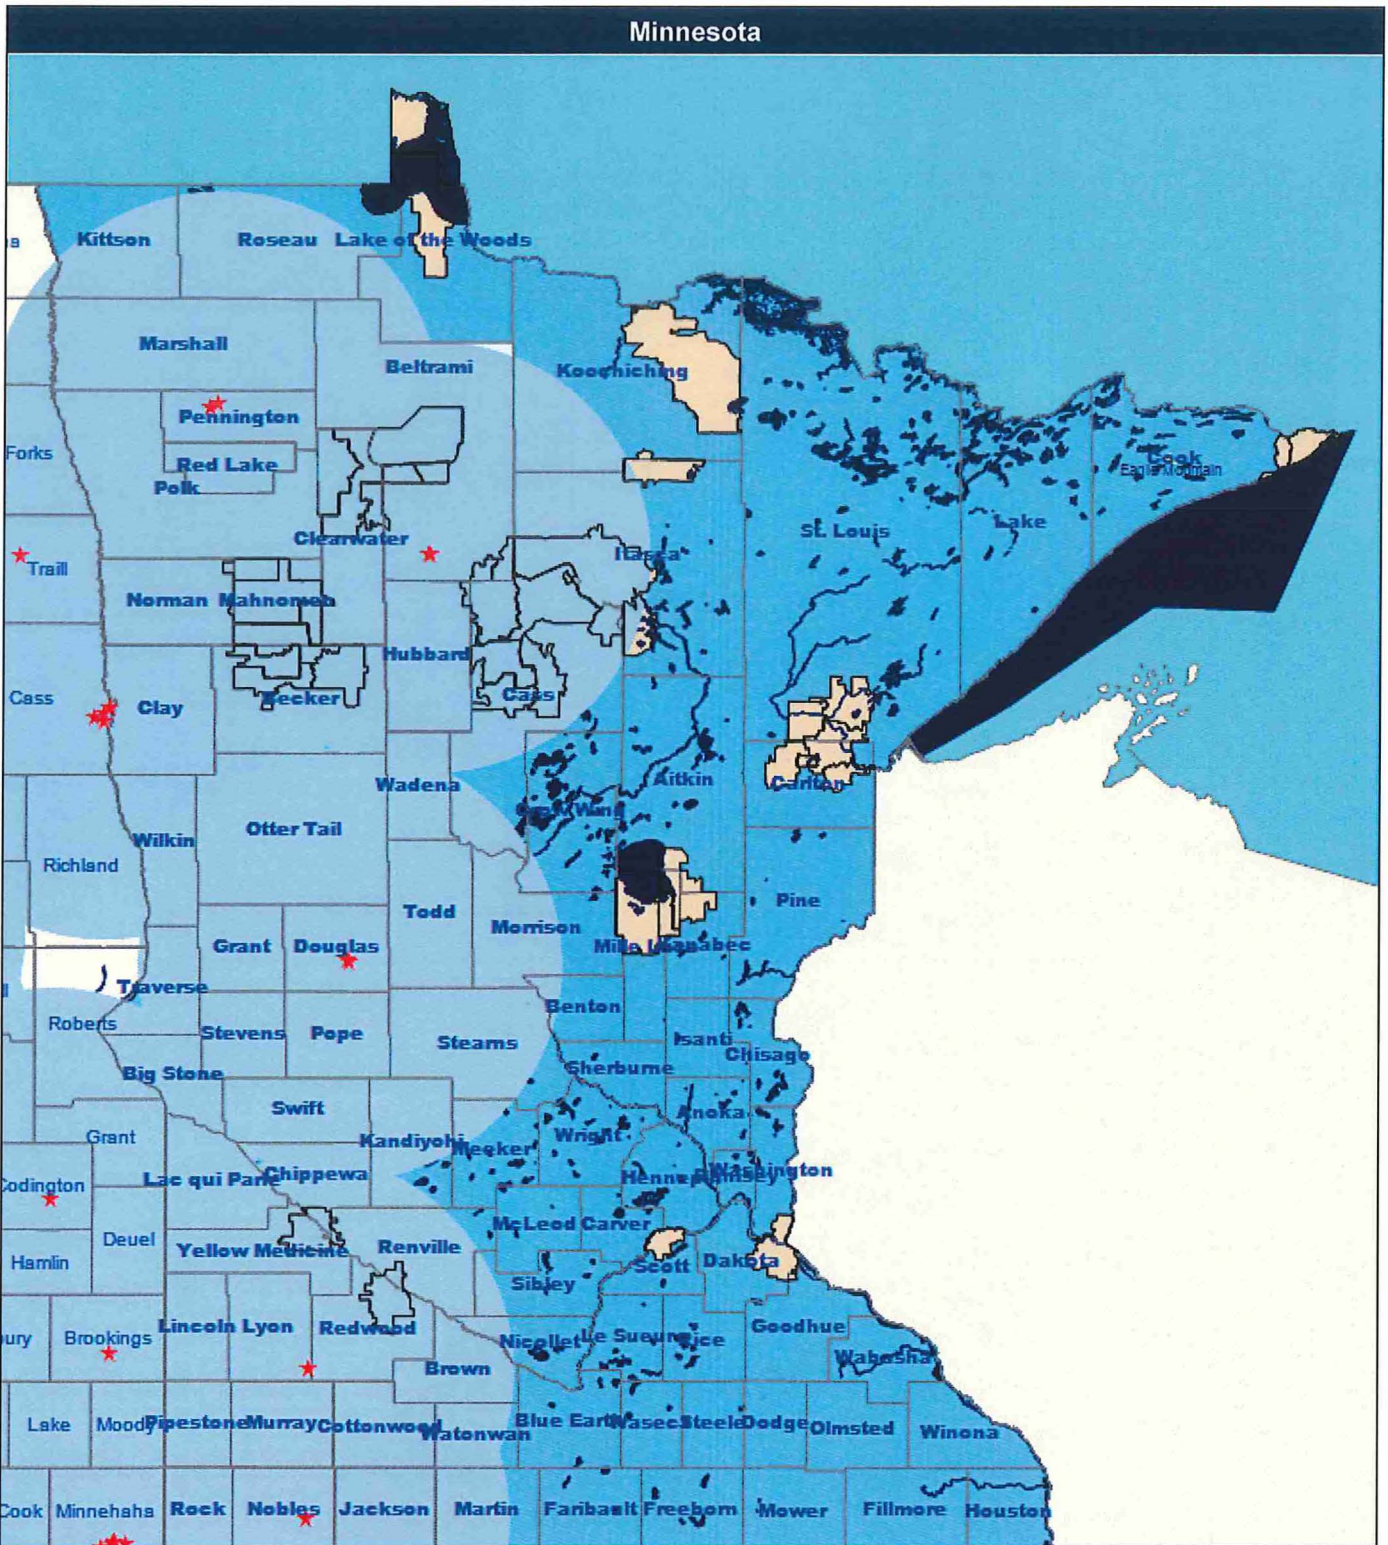 Minnesota
Kittson
Roseau
Lake of the Woods
Marshall
Beltrami
Koochiching
Pennington
Forks
Red Lake
Polk
Cook
Eagle Mountain
Clearwater
Itasca
St. Louis
Lake
Traill
Norman
Mahnomen
Hubbard
Cass
Clay
Becker
Cass
Wadena
Aitkin
Carlton
Crow Wing
Otter Tail
Wilkin
Richland
Todd
Morrison
Pine
Grant
Douglas
Mille Lacs
Kanabec
Traverse
Benton
Roberts
Stevens
Pope
Stearns
Isanti
Chisago
Big Stone
Sherburne
Swift
Anoka
Grant
Kandiyohi
Meeker
Wright
Codington
Lac qui Parle
Chippewa
Hennepin
Ramsey
Washington
Deuel
McLeod
Carver
Hamlin
Yellow Medicine
Renville
Scott
Dakota
Sibley
Brookings
Lincoln
Lyon
Redwood
Nicollet
Le Sueur
Rice
Goodhue
Wabasha
Brown
Lake
Moody
Pipestone
Murray
Cottonwood
Watonwan
Blue Earth
Waseca
Steele
Dodge
Olmsted
Winona
Cook
Minnehaha
Rock
Nobles
Jackson
Martin
Faribault
Freeborn
Mower
Fillmore
Houston